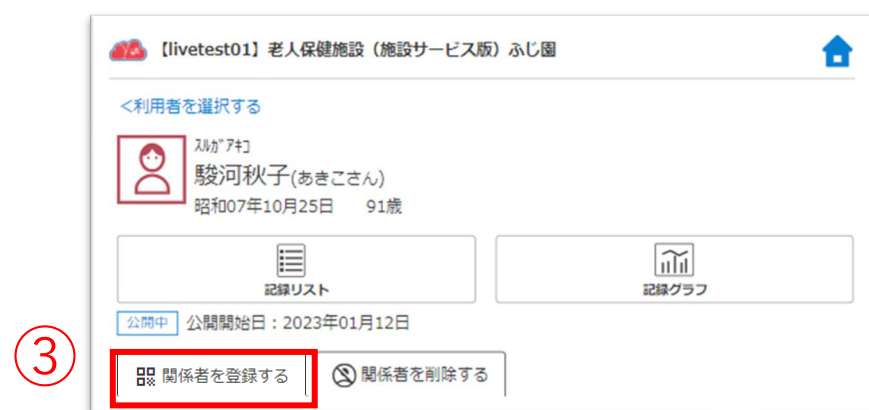 【livetest01】老人保健施設（施設サービス版）ふじ園
＜利用者を選択する
ｽﾙｶﾞｱｷｺ
駿河秋子(あきこさん)
昭和07年10月25日　91歳
記録リスト
記録グラフ
公開中 公開開始日：2023年01月12日
③
関係者を登録する
関係者を削除する